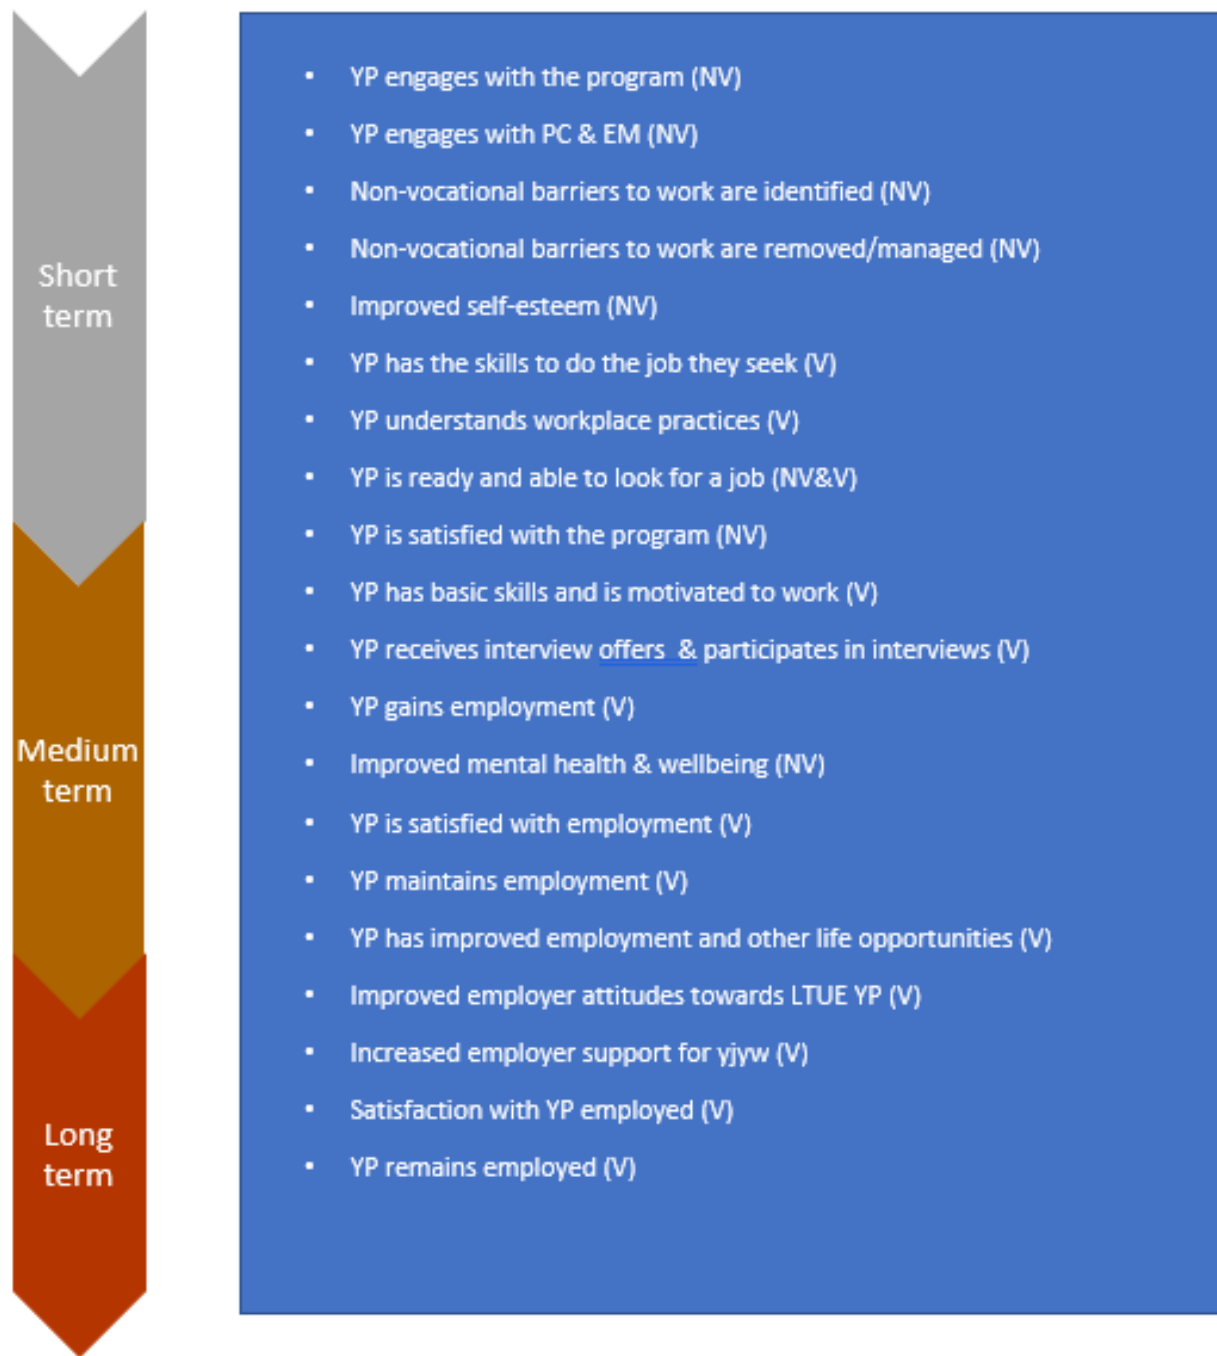 Short
term
Medium
term
Long
term
• YP engages with the program (NV)
• YP engages with PC & EM (NV)
• Non-vocational barriers to work are identified (NV)
• Non-vocational barriers to work are removed/managed (NV)
• Improved self-esteem (NV)
• YP has the skills to do the job they seek (V)
• YP understands workplace practices (V)
• YP is ready and able to look for a job (NV&V)
• YP is satisfied with the program (NV)
• YP has basic skills and is motivated to work (V)
• YP receives interview offers  & participates in interviews (V)
• YP gains employment (V)
• Improved mental health & wellbeing (NV)
• YP is satisfied with employment (V)
• YP maintains employment (V)
• YP has improved employment and other life opportunities (V)
• Improved employer attitudes towards LTUE YP (V)
• Increased employer support for yjyw (V)
• Satisfaction with YP employed (V)
• YP remains employed (V)